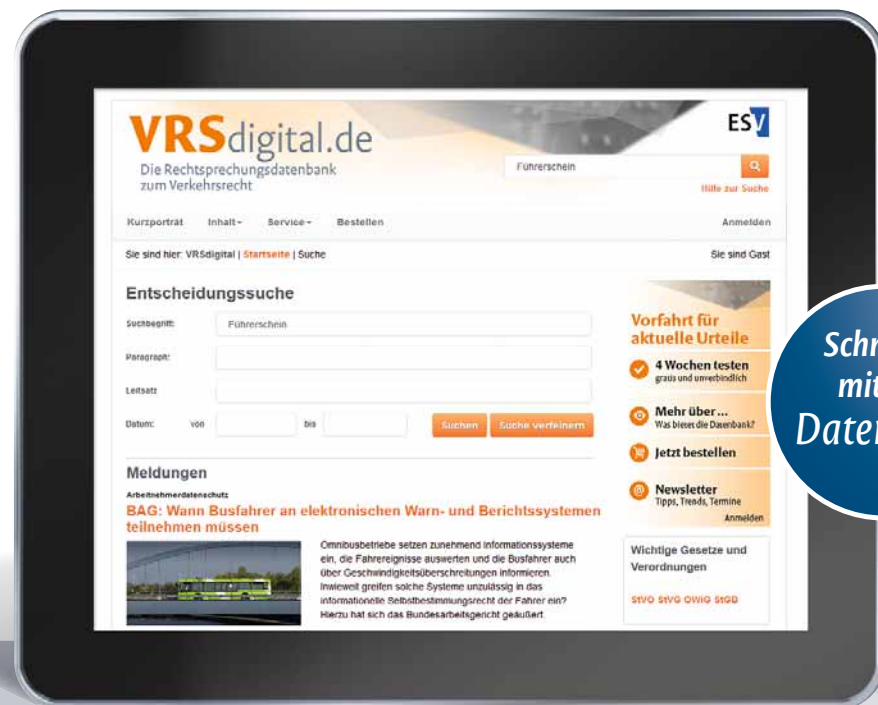 VRSdigital.de
Die Rechtsprechungsdatenbank
zum Verkehrsrecht
ESV
Führerschein
Hilfe zur Suche
Kurzporträt Inhalt Service Bestellen Anmelden
Sie sind hier: VRSdigital | Startseite | Suche Sie sind Gast
Entscheidungssuche
Suchbegriff: Führerschein
Paragraph:
Leitsatz
Datum: von bis Suchen Suche verfeinern
Meldungen
Arbeitnehmerdatenschutz
BAG: Wann Busfahrer an elektronischen Warn- und Berichtssystemen
teilnehmen müssen
Omnibusbetriebe setzen zunehmend Informationssysteme
ein, die Fahrereignisse auswerten und die Busfahrer auch
über Geschwindigkeitsüberschreitungen informieren.
Inwieweit greifen solche Systeme unzulässig in das
informationelle Selbstbestimmungsrecht der Fahrer ein?
Hierzu hat sich das Bundesarbeitsgericht geäußert.
Vorfahrt für
aktuelle Urteile
4 Wochen testen
gratis und unverbindlich
Mehr über ...
Was bietet die Datenbank?
Jetzt bestellen
Newsletter
Tipps, Trends, Termine
Anmelden
Wichtige Gesetze und
Verordnungen
StVO StVG OWiG StGB
Schn
mit
Daten